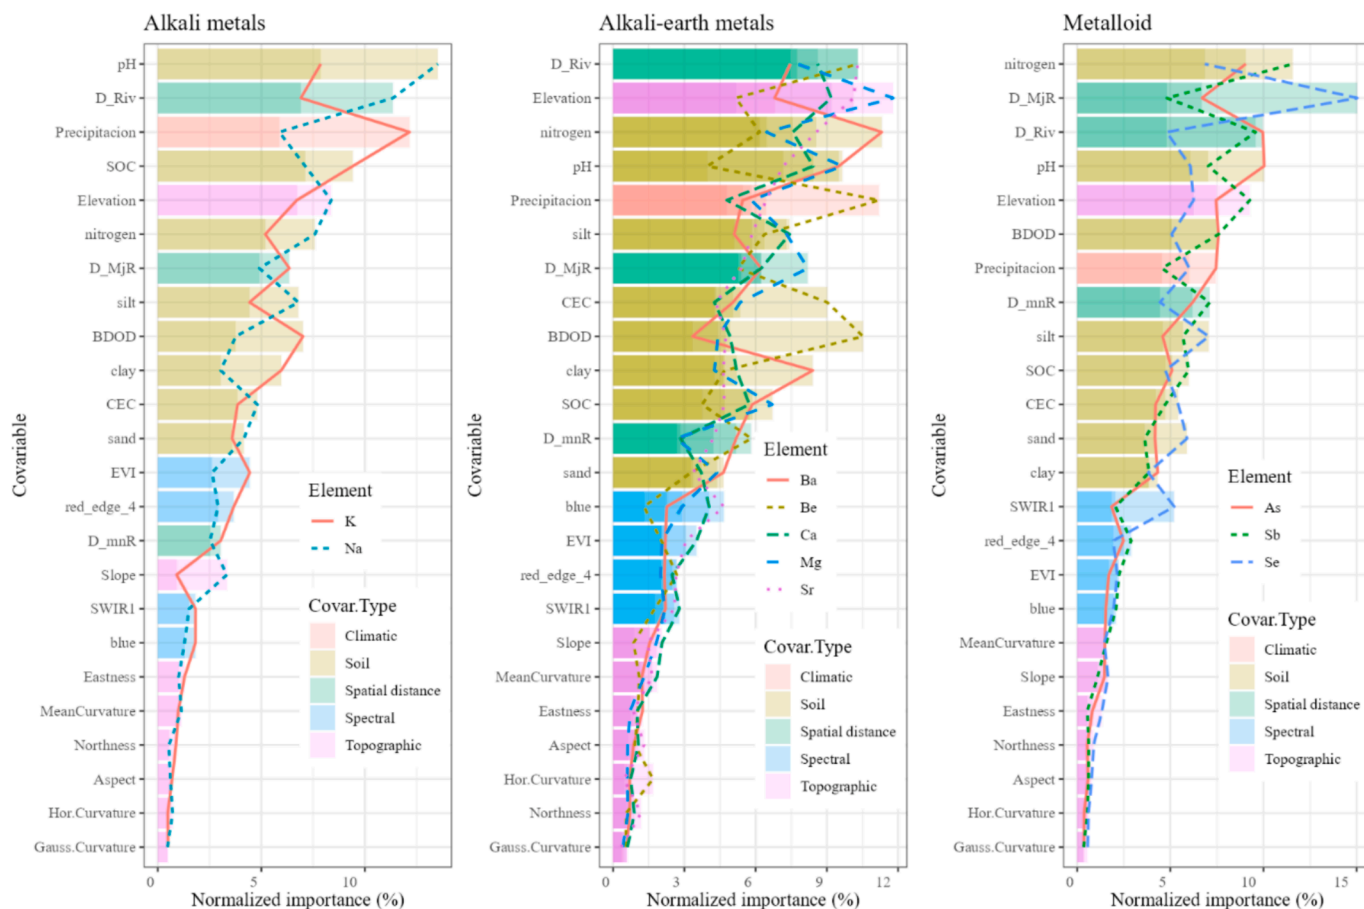 Alkali metals
Covariable
pH
D_Riv
Precipitacion
SOC
Elevation
nitrogen
D_MjR
silt
BDOD
clay
CEC
sand
EVI
red_edge_4
D_mnR
Slope
SWIR1
blue
Eastness
MeanCurvature
Northness
Aspect
Hor.Curvature
Gauss.Curvature
Element
K
Na
Covar.Type
Climatic
Soil
Spatial distance
Spectral
Topographic
0 5 10
Normalized importance (%)
Alkali-earth metals
Covariable
D_Riv
Elevation
nitrogen
pH
Precipitacion
silt
D_MjR
CEC
BDOD
clay
SOC
D_mnR
sand
blue
EVI
red_edge_4
SWIR1
Slope
MeanCurvature
Eastness
Aspect
Hor.Curvature
Northness
Gauss.Curvature
Element
Ba
Be
Ca
Mg
Sr
Covar.Type
Climatic
Soil
Spatial distance
Spectral
Topographic
0 3 6 9 12
Normalized importance (%)
Metalloid
Covariable
nitrogen
D_MjR
D_Riv
pH
Elevation
BDOD
Precipitacion
D_mnR
silt
SOC
CEC
sand
clay
SWIR1
red_edge_4
EVI
blue
MeanCurvature
Slope
Eastness
Northness
Aspect
Hor.Curvature
Gauss.Curvature
Element
As
Sb
Se
Covar.Type
Climatic
Soil
Spatial distance
Spectral
Topographic
0 5 10 15
Normalized importance (%)